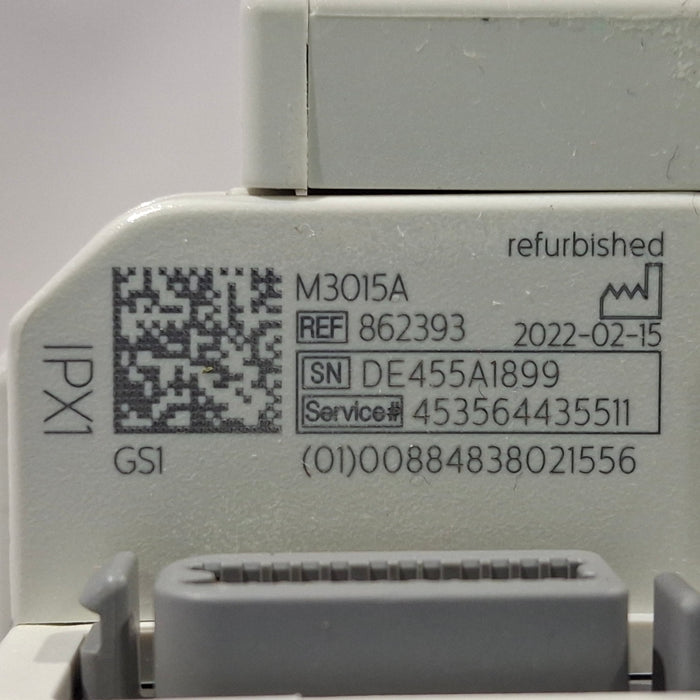 refurbished
M3015A
REF 862393
2022-02-15
SN DE455A1899
Service# 453564435511
IPX1
GS1
(01)00884838021556